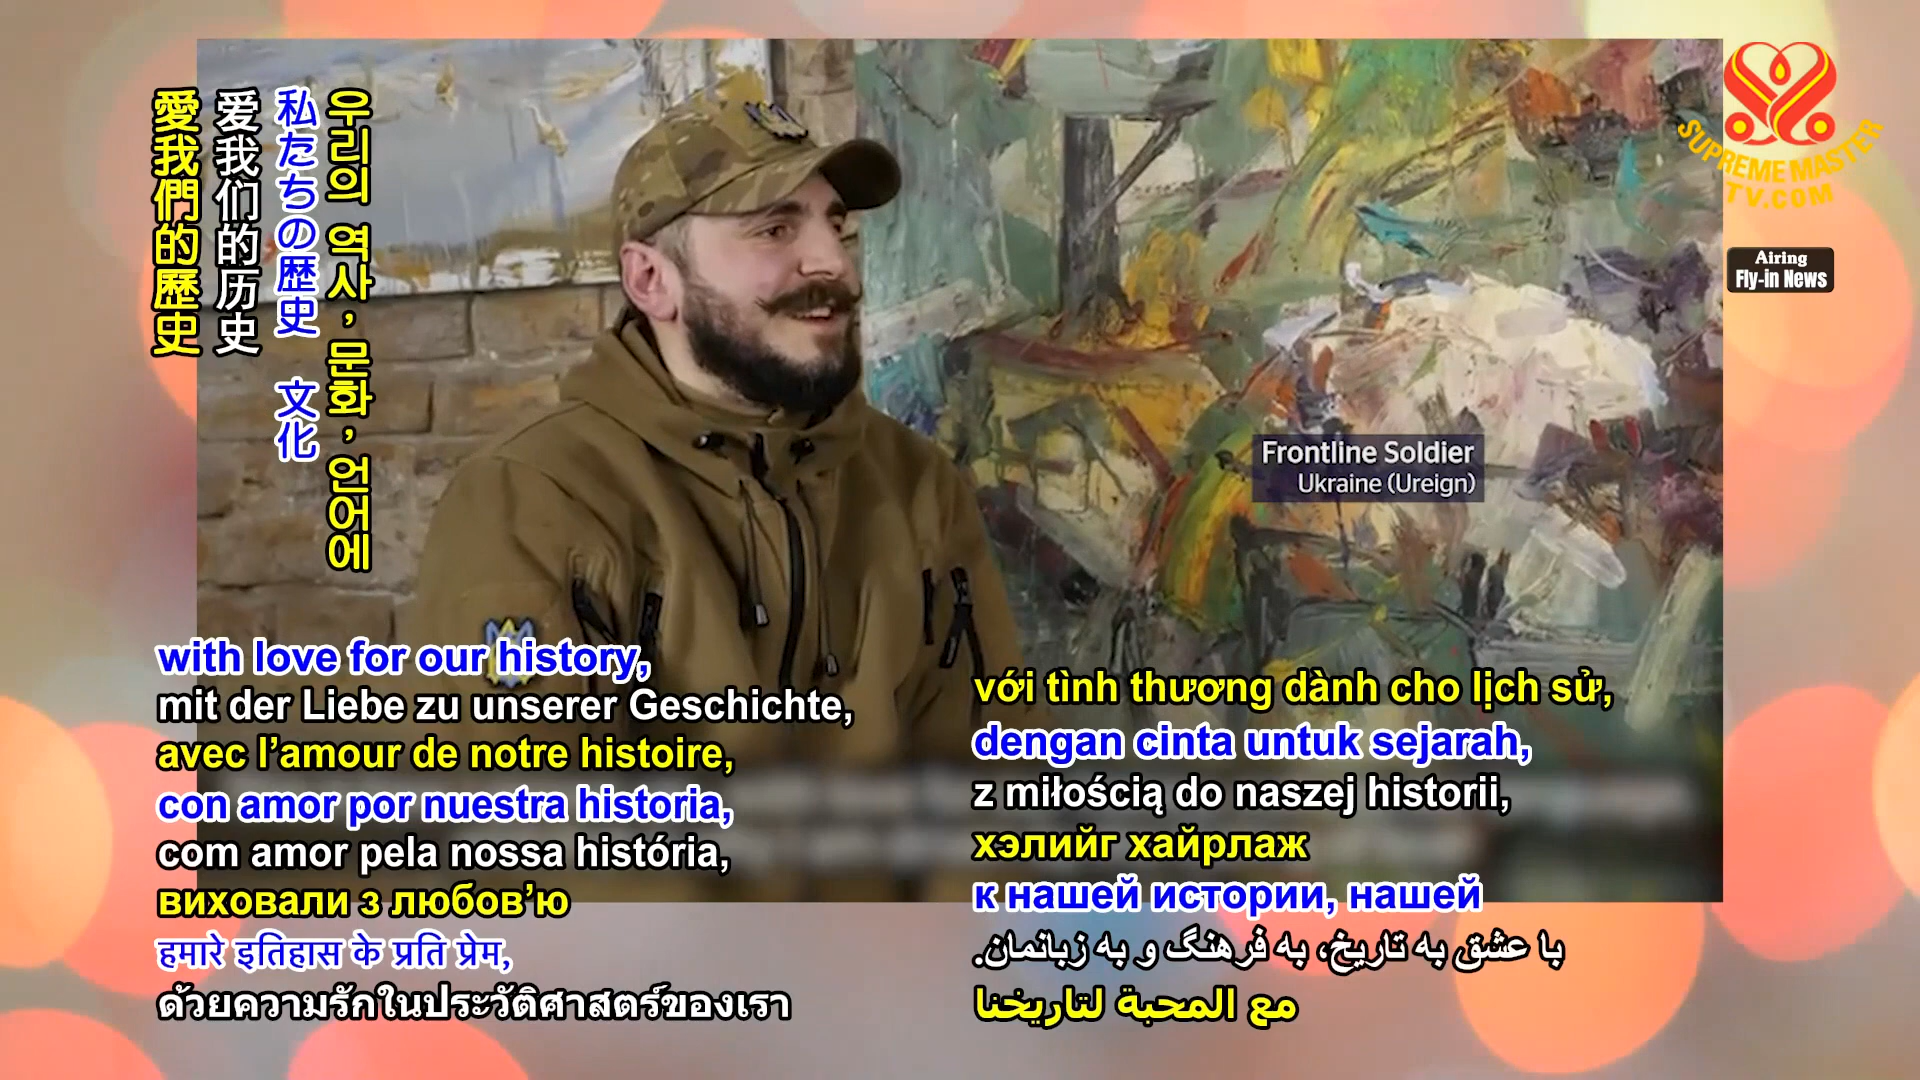 愛我們的歷史
爱我们的历史
私たちの歴史　文化
우리의 역사, 문화, 언어에
SUPREME MASTER
TV.COM
Airing
Fly-in News
Frontline Soldier
Ukraine (Ureign)
with love for our history,
mit der Liebe zu unserer Geschichte,
avec l’amour de notre histoire,
con amor por nuestra historia,
com amor pela nossa história,
виховали з любов’ю
हमारे इतिहास के प्रति प्रेम,
ด้วยความรักในประวัติศาสตร์ของเรา
với tình thương dành cho lịch sử,
dengan cinta untuk sejarah,
z miłością do naszej historii,
хэлийг хайрлаж
к нашей истории, нашей
با عشق به تاریخ، به فرهنگ و به زبانمان.
مع المحبة لتاريخنا